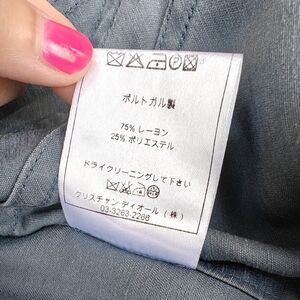 ポルトガル製
75% レーヨン
25% ポリエステル
ドライクリーニングして下さい
クリスチャン ディオール (株)
03-3263-2266